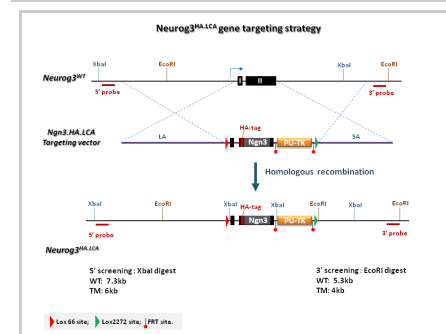 Neurog3HA.LCA gene targeting strategy
XbaI EcoRI XbaI EcoRI
I II
Neurog3WT
5' probe 3' probe
Ngn3.HA.LCA
Targeting vector
LA HA-tag SA
Ngn3 PU-TK
Homologous recombination
XbaI EcoRI HA-tag XbaI XbaI EcoRI XbaI EcoRI
Ngn3 PU-TK
5' probe 3' probe
Neurog3HA.LCA
5' screening : XbaI digest
WT: 7.3kb
TM: 6kb
3' screening : EcoRI digest
WT: 5.3kb
TM: 4kb
Lox 66 site; Lox2272 site; FRT site.